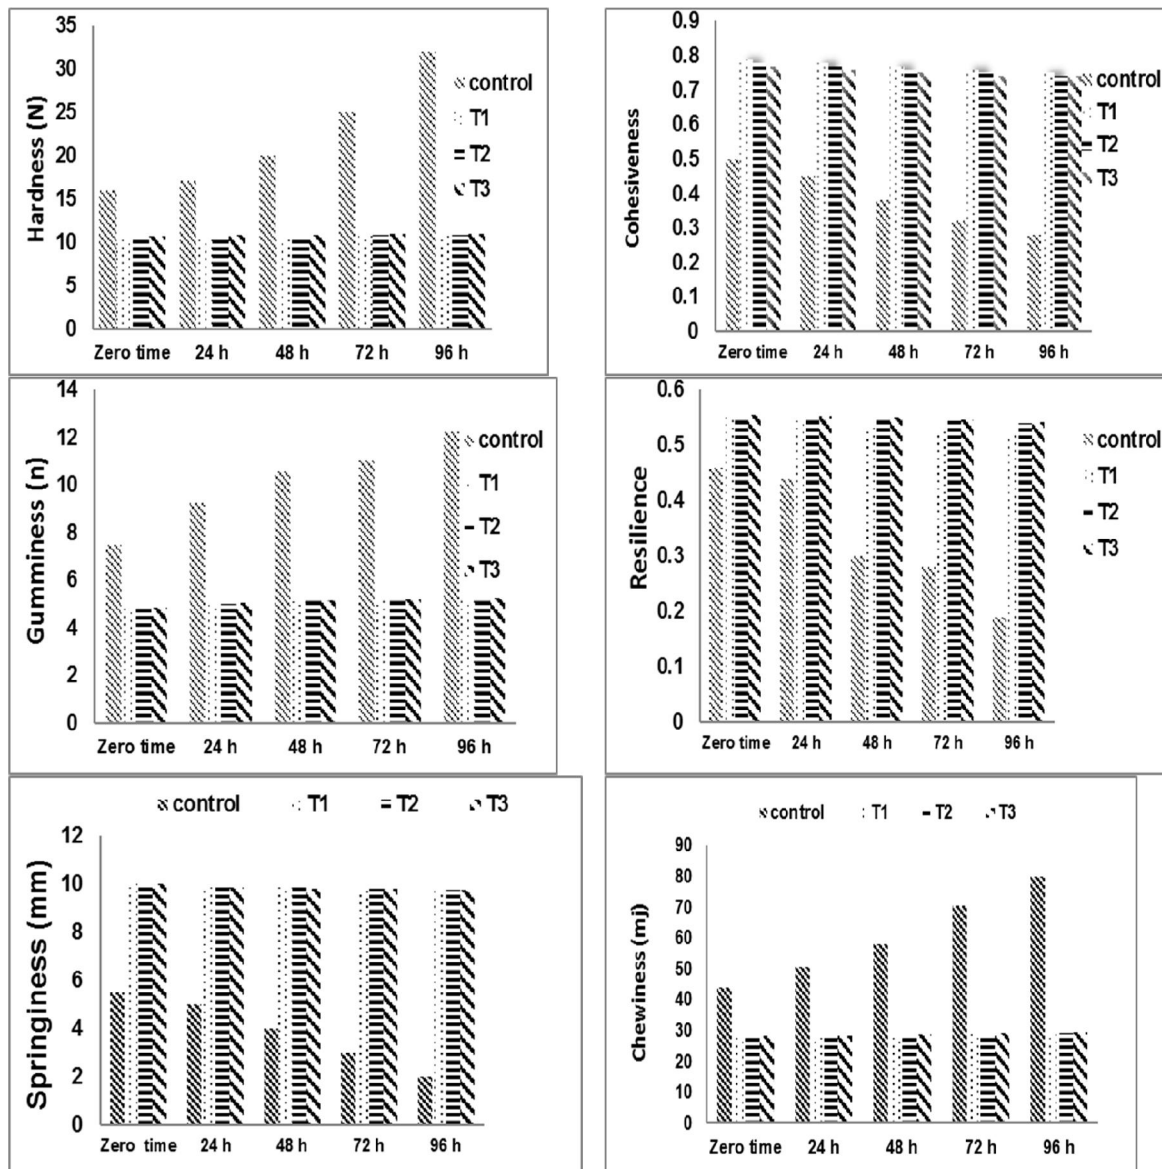 Hardness (N)
35
30
25
20
15
10
5
0
Zero time 24 h 48 h 72 h 96 h
control
T1
T2
T3
Cohesiveness
0.9
0.8
0.7
0.6
0.5
0.4
0.3
0.2
0.1
0
Zero time 24 h 48 h 72 h 96 h
control
T1
T2
T3
Gumminess (n)
14
12
10
8
6
4
2
0
Zero time 24 h 48 h 72 h 96 h
control
T1
T2
T3
Resilience
0.6
0.5
0.4
0.3
0.2
0.1
0
Zero time 24 h 48 h 72 h 96 h
control
T1
T2
T3
control T1 T2 T3
Springiness (mm)
12
10
8
6
4
2
0
Zero time 24 h 48 h 72 h 96 h
control T1 T2 T3
Chewiness (mj)
90
80
70
60
50
40
30
20
10
0
Zero time 24 h 48 h 72 h 96 h